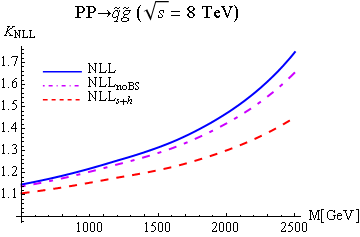 PP→q̃g̃ (√s = 8 TeV)
K_NLL
1.7
1.6
1.5
1.4
1.3
1.2
1.1
NLL
NLL_noBS
NLL_s+h
1000 1500 2000 2500 M[GeV]